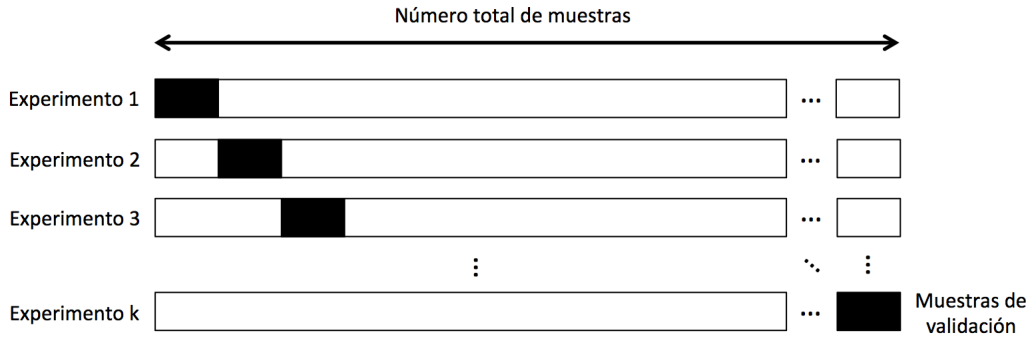 Número total de muestras
Experimento 1
...
Experimento 2
...
Experimento 3
...
Experimento k
...
Muestras de
validación